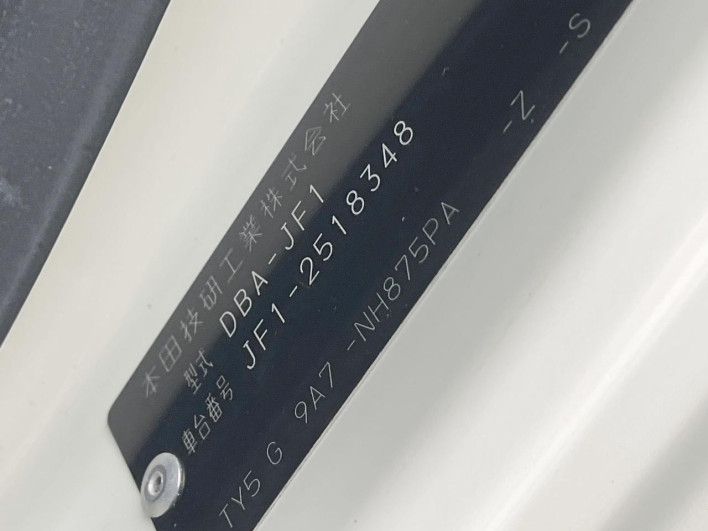 本田技研工業株式会社
型式 DBA-JF1
車台番号 JF1-2518348
TY5 G 9A7 -NH875PA -Z -S